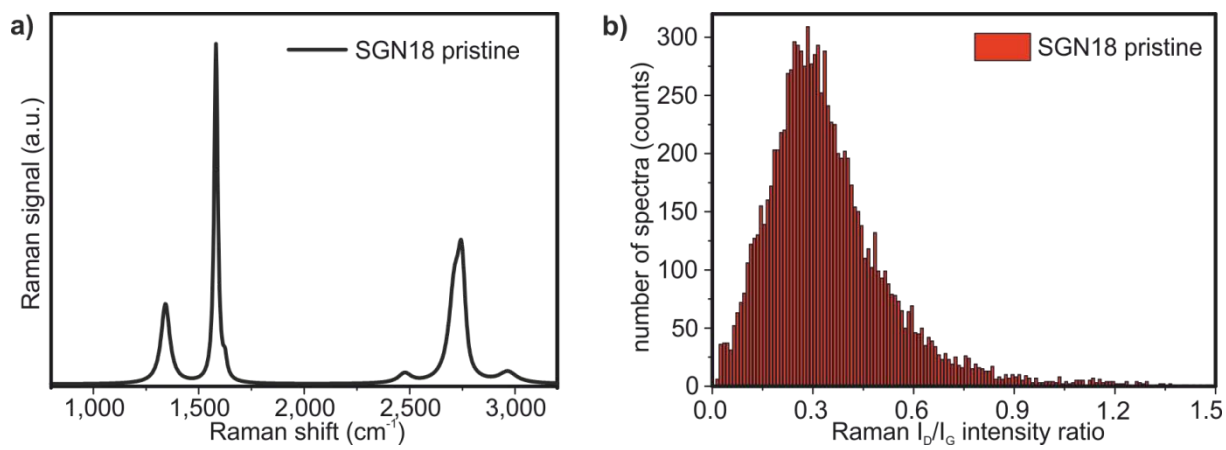 a)
SGN18 pristine
Raman signal (a.u.)
1,000 1,500 2,000 2,500 3,000
Raman shift (cm⁻¹)
b)
SGN18 pristine
number of spectra (counts)
300
250
200
150
100
50
0
0.0 0.3 0.6 0.9 1.2 1.5
Raman I_D/I_G intensity ratio